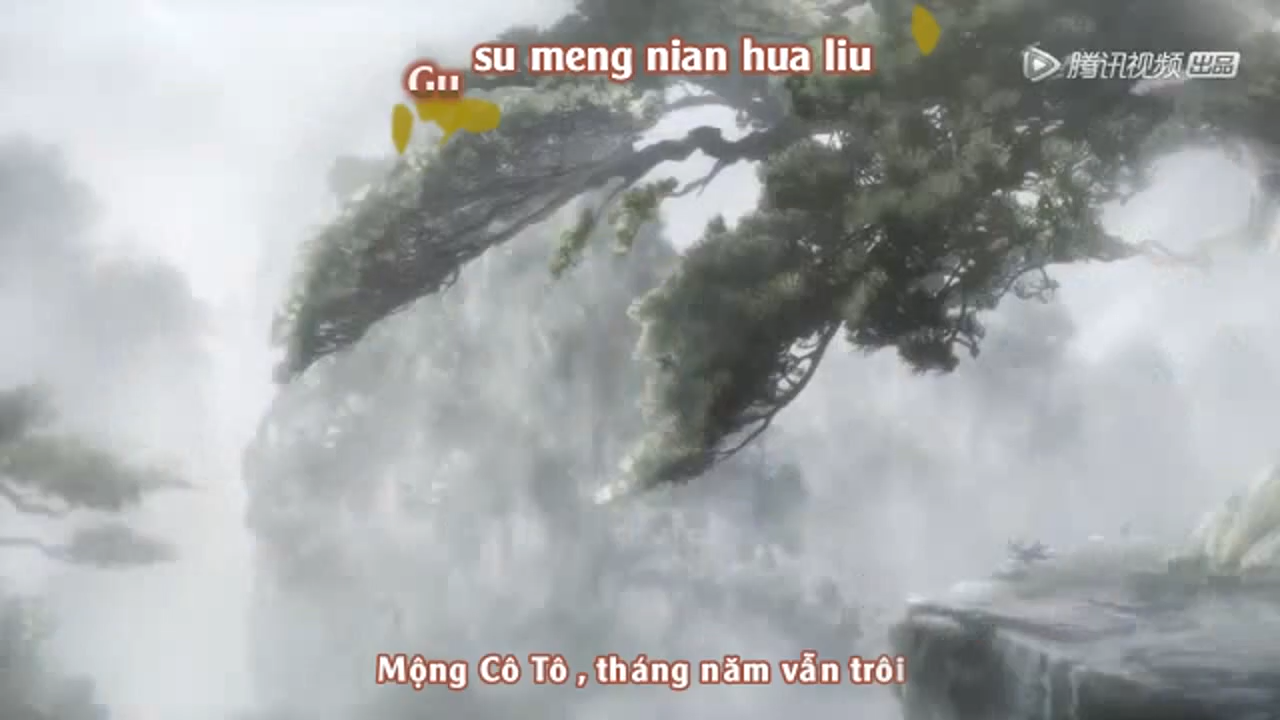 Gu su meng nian hua liu
腾讯视频 出品
Mộng Cô Tô , tháng năm vẫn trôi